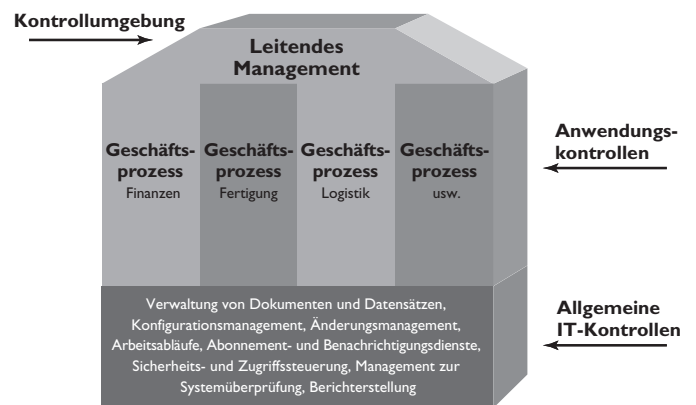 Kontrollumgebung
Leitendes
Management
Geschäfts-
prozess
Finanzen
Geschäfts-
prozess
Fertigung
Geschäfts-
prozess
Logistik
Geschäfts-
prozess
usw.
Anwendungs-
kontrollen
Verwaltung von Dokumenten und Datensätzen,
Konfigurationsmanagement, Änderungsmanagement,
Arbeitsabläufe, Abonnement- und Benachrichtigungsdienste,
Sicherheits- und Zugriffssteuerung, Management zur
Systemüberprüfung, Berichterstellung
Allgemeine
IT-Kontrollen